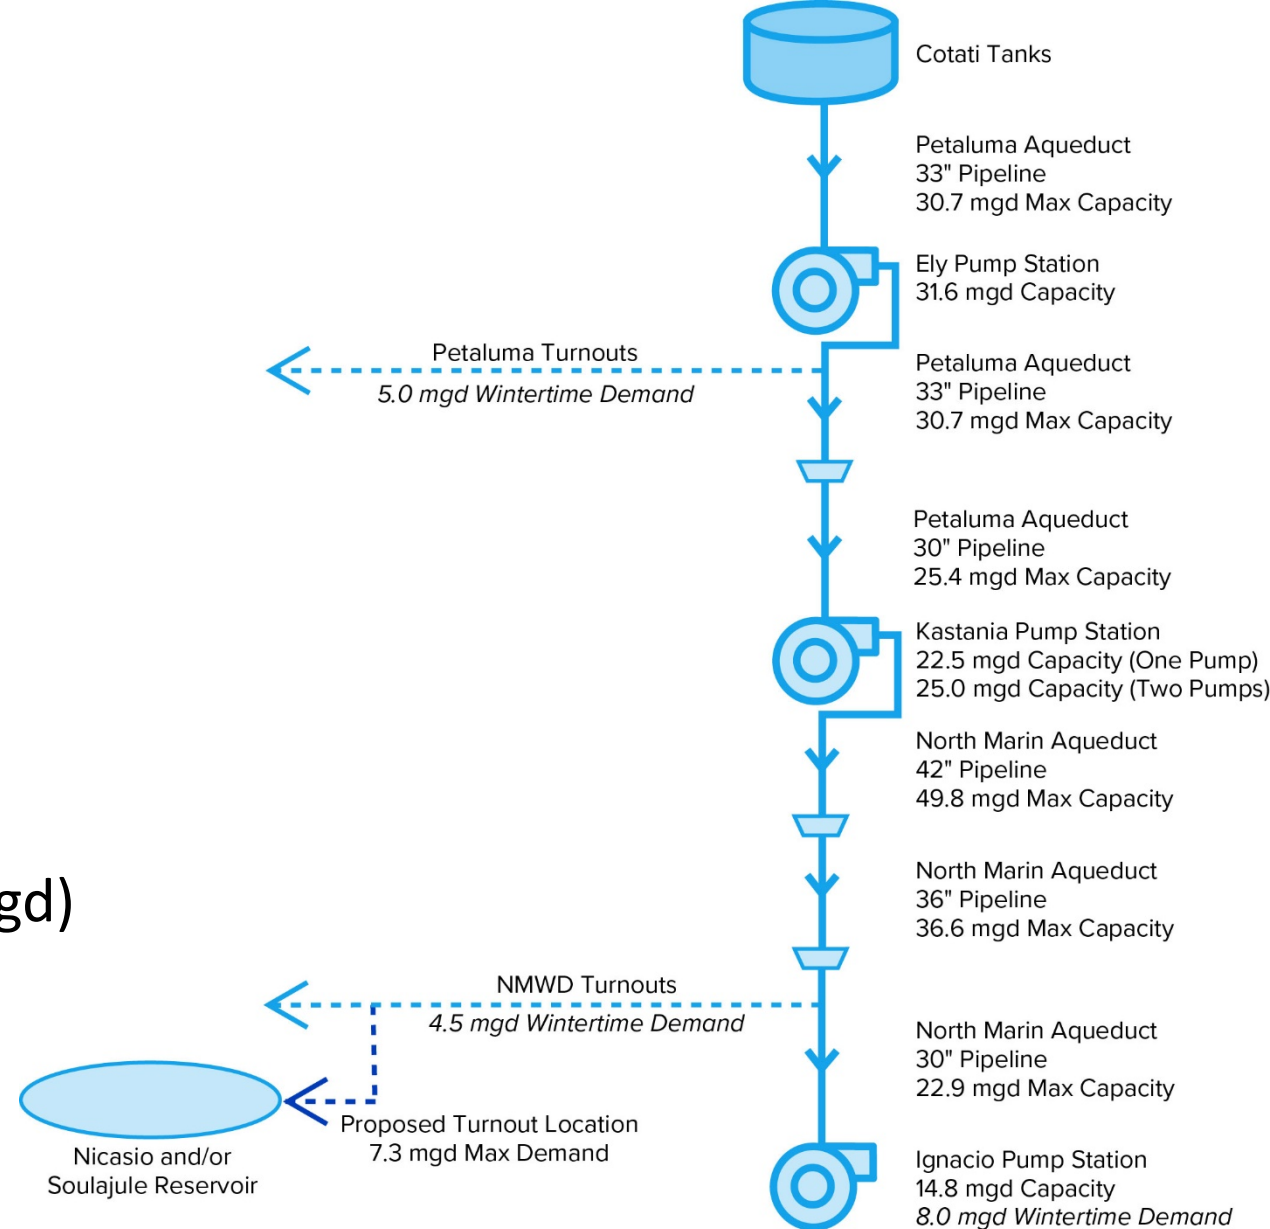 Cotati Tanks
Petaluma Aqueduct
33" Pipeline
30.7 mgd Max Capacity
Ely Pump Station
31.6 mgd Capacity
Petaluma Turnouts
5.0 mgd Wintertime Demand
Petaluma Aqueduct
33" Pipeline
30.7 mgd Max Capacity
Petaluma Aqueduct
30" Pipeline
25.4 mgd Max Capacity
Kastania Pump Station
22.5 mgd Capacity (One Pump)
25.0 mgd Capacity (Two Pumps)
North Marin Aqueduct
42" Pipeline
49.8 mgd Max Capacity
North Marin Aqueduct
36" Pipeline
36.6 mgd Max Capacity
gd)
NMWD Turnouts
4.5 mgd Wintertime Demand
North Marin Aqueduct
30" Pipeline
22.9 mgd Max Capacity
Proposed Turnout Location
7.3 mgd Max Demand
Nicasio and/or
Soulajule Reservoir
Ignacio Pump Station
14.8 mgd Capacity
8.0 mgd Wintertime Demand